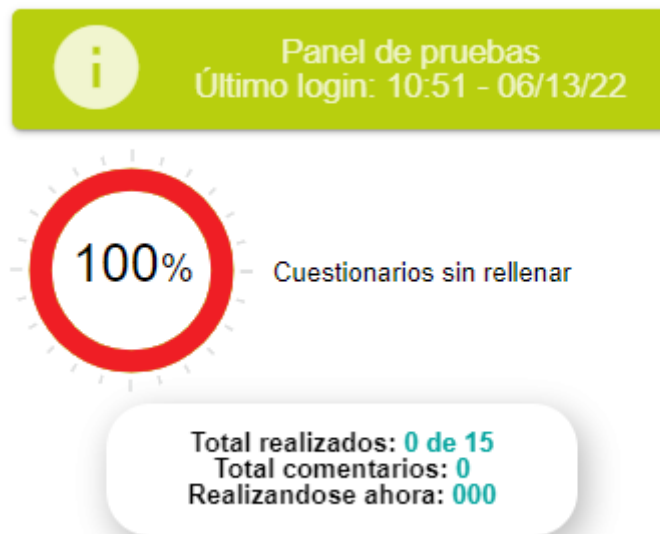 i
Panel de pruebas
Último login: 10:51 - 06/13/22
100%
Cuestionarios sin rellenar
Total realizados: 0 de 15
Total comentarios: 0
Realizandose ahora: 000